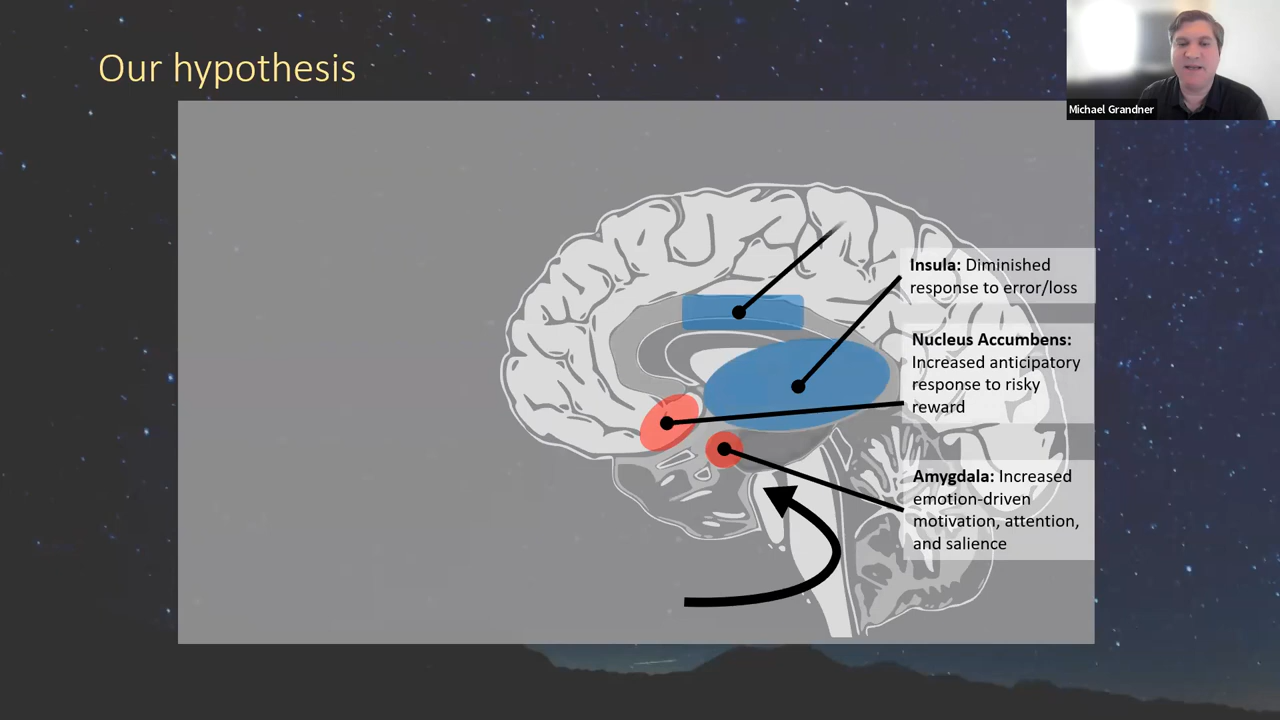 Our hypothesis
Michael Grandner
Insula: Diminished
response to error/loss
Nucleus Accumbens:
Increased anticipatory
response to risky
reward
Amygdala: Increased
emotion-driven
motivation, attention,
and salience